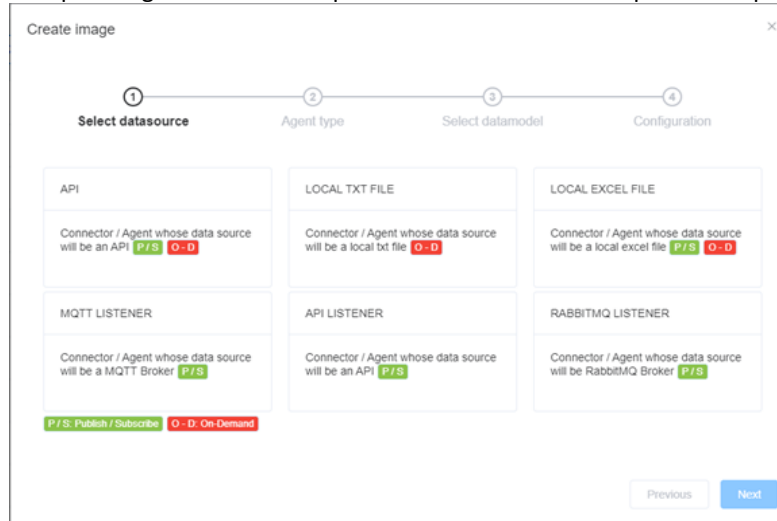 Create image
×
1
2
3
4
Select datasource
Agent type
Select datamodel
Configuration
API
LOCAL TXT FILE
LOCAL EXCEL FILE
Connector / Agent whose data source
will be an API P / S O - D
Connector / Agent whose data source
will be a local txt file O - D
Connector / Agent whose data source
will be a local excel file P / S O - D
MQTT LISTENER
API LISTENER
RABBITMQ LISTENER
Connector / Agent whose data source
will be a MQTT Broker P / S
Connector / Agent whose data source
will be an API P / S
Connector / Agent whose data source
will be RabbitMQ Broker P / S
P / S: Publish / Subscribe O - D: On-Demand
Previous
Next